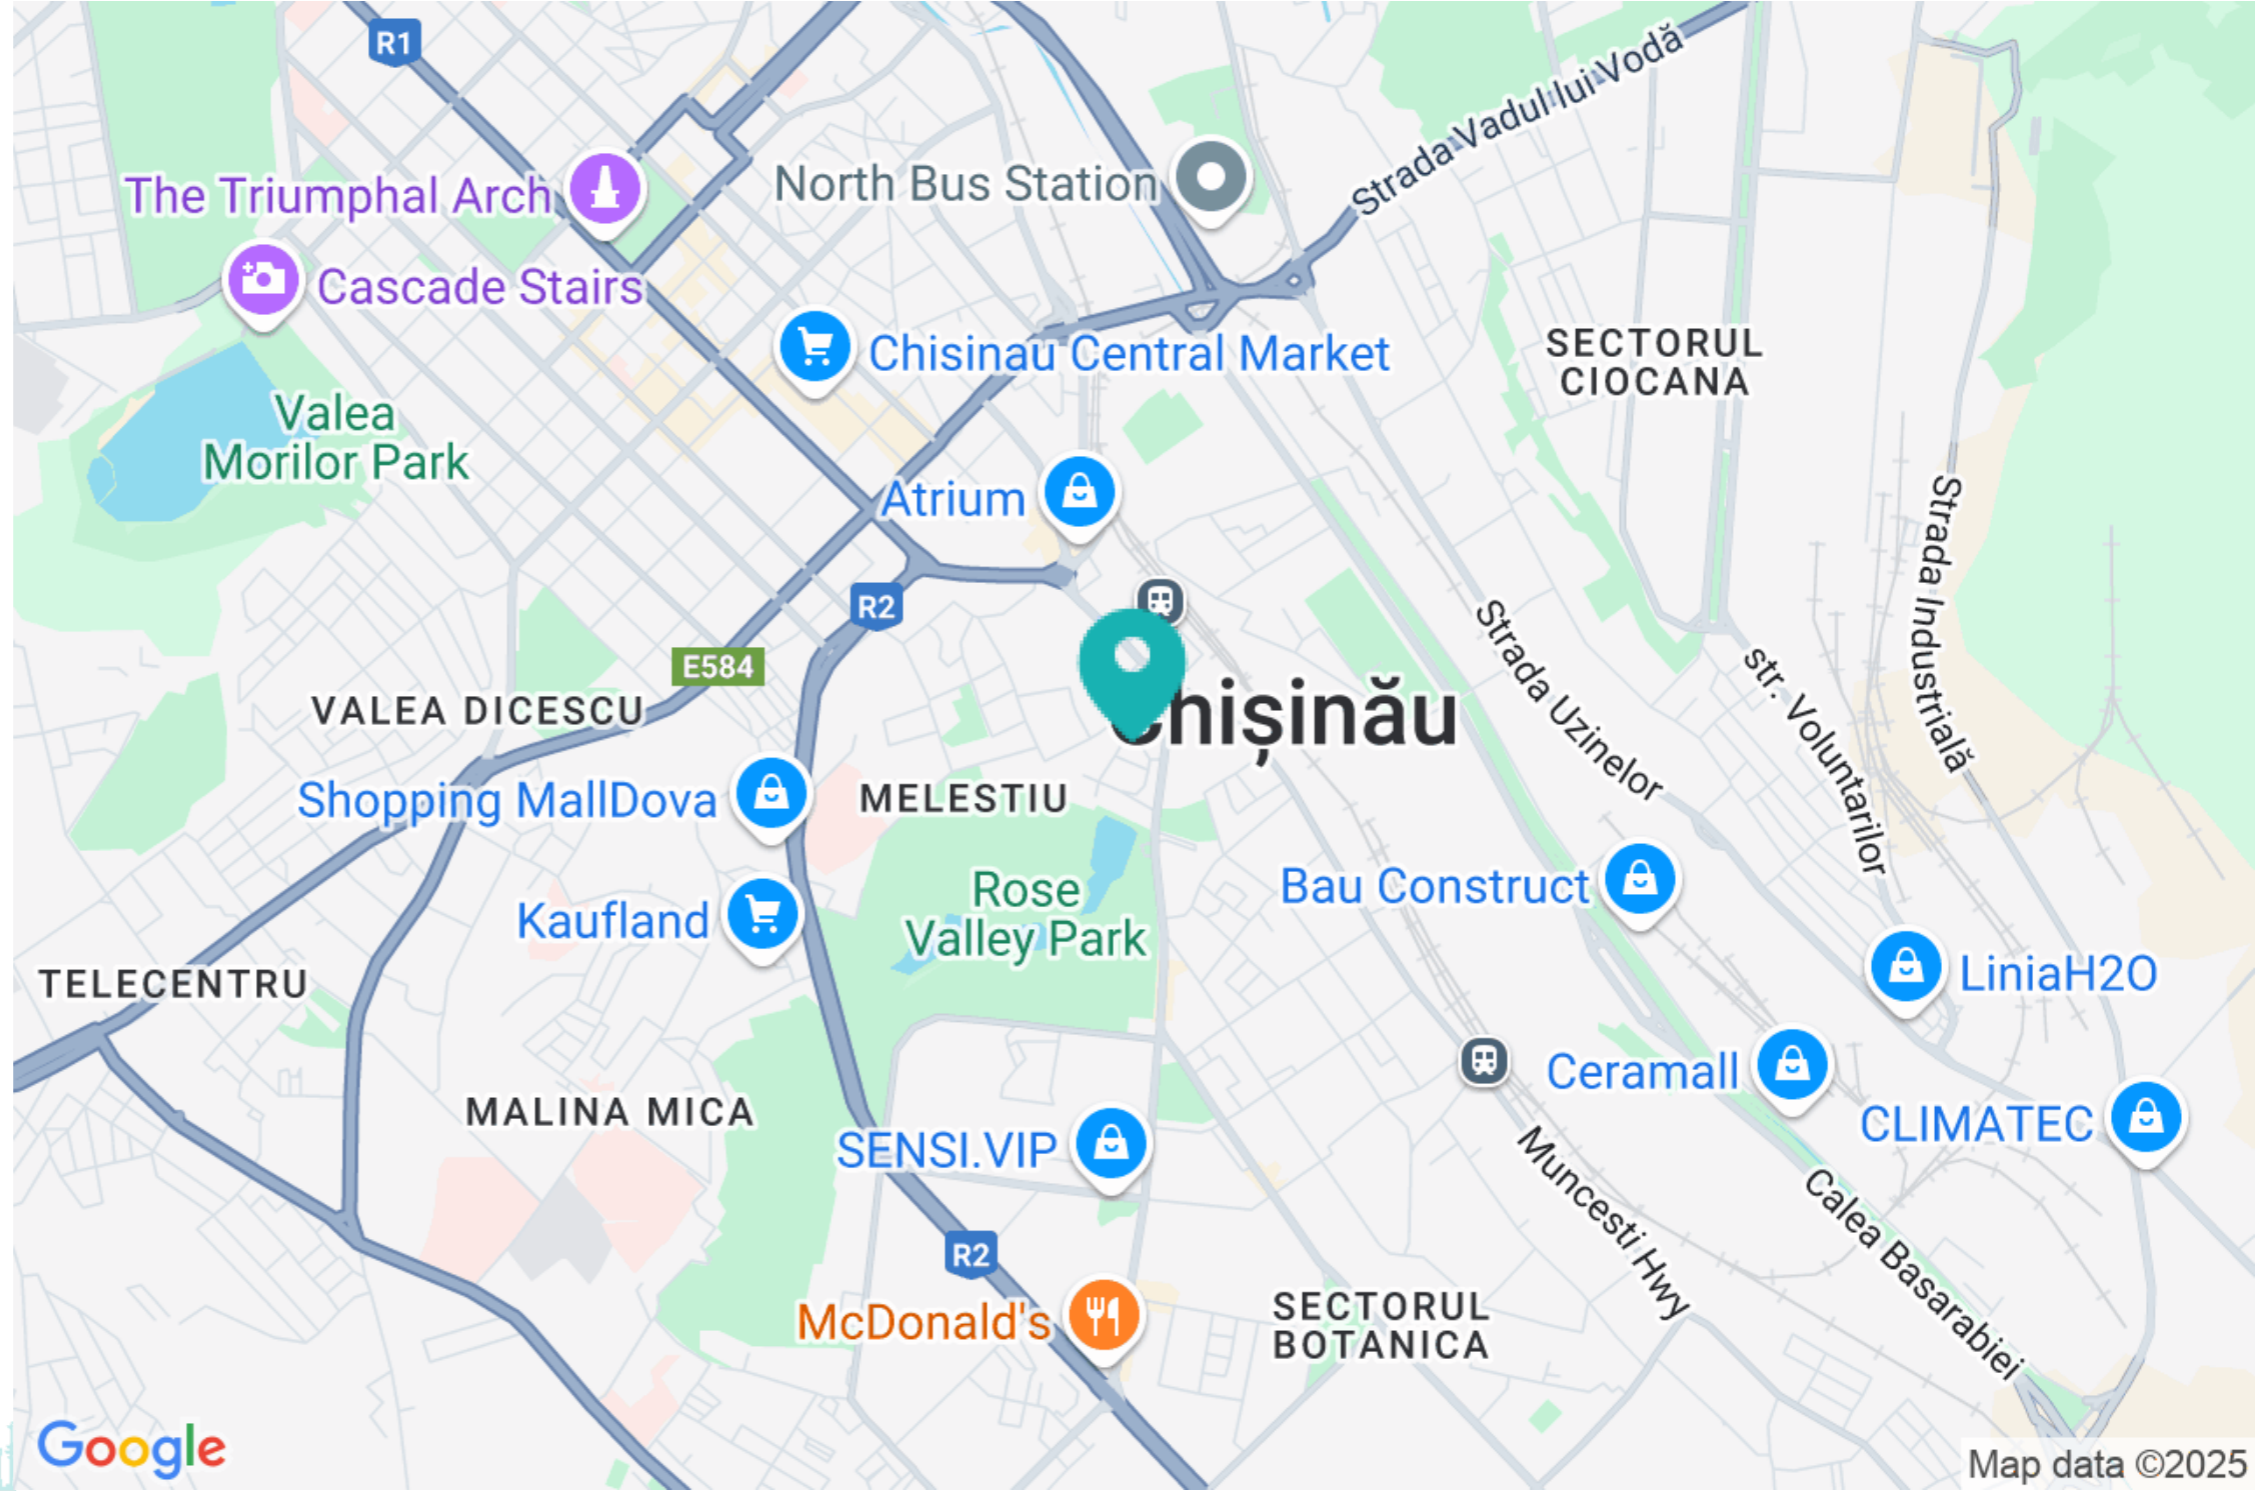 R1
Strada Vadul lui Vodă
The Triumphal Arch
North Bus Station
Cascade Stairs
Chisinau Central Market
SECTORUL
CIOCANA
Valea
Morilor Park
Atrium
Strada Industrială
R2
E584
Strada Uzinelor
str. Voluntarilor
VALEA DICESCU
Chișinău
Shopping MallDova
MELESTIU
Kaufland
Rose
Valley Park
Bau Construct
TELECENTRU
LiniaH2O
Ceramall
MALINA MICA
SENSI.VIP
CLIMATEC
Muncesti Hwy
Calea Basarabiei
R2
McDonald's
SECTORUL
BOTANICA
Google
Map data ©2025